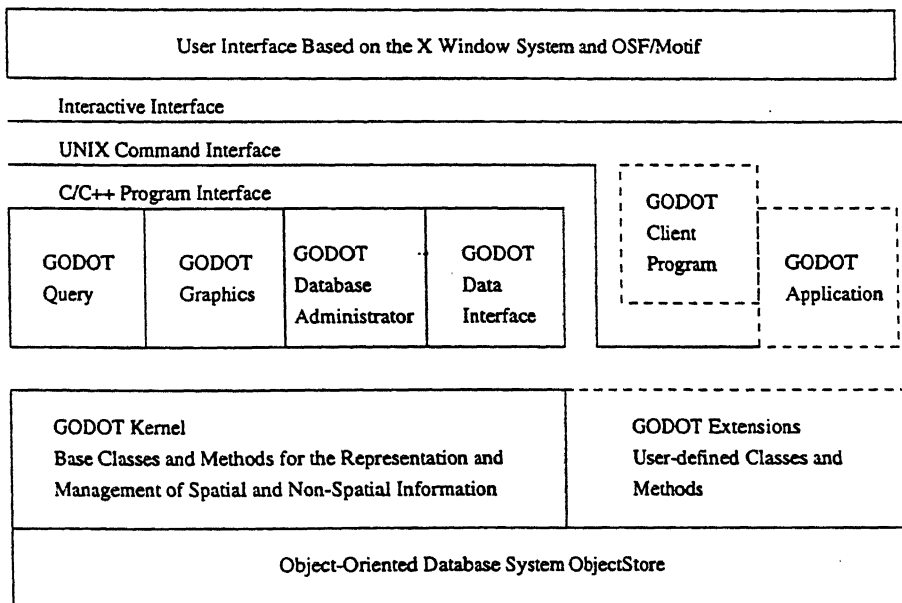 User Interface Based on the X Window System and OSF/Motif
Interactive Interface
UNIX Command Interface
C/C++ Program Interface
GODOT
Query
GODOT
Graphics
GODOT
Database
Administrator
GODOT
Data
Interface
GODOT
Client
Program
GODOT
Application
GODOT Kernel
Base Classes and Methods for the Representation and
Management of Spatial and Non-Spatial Information
GODOT Extensions
User-defined Classes and
Methods
Object-Oriented Database System ObjectStore